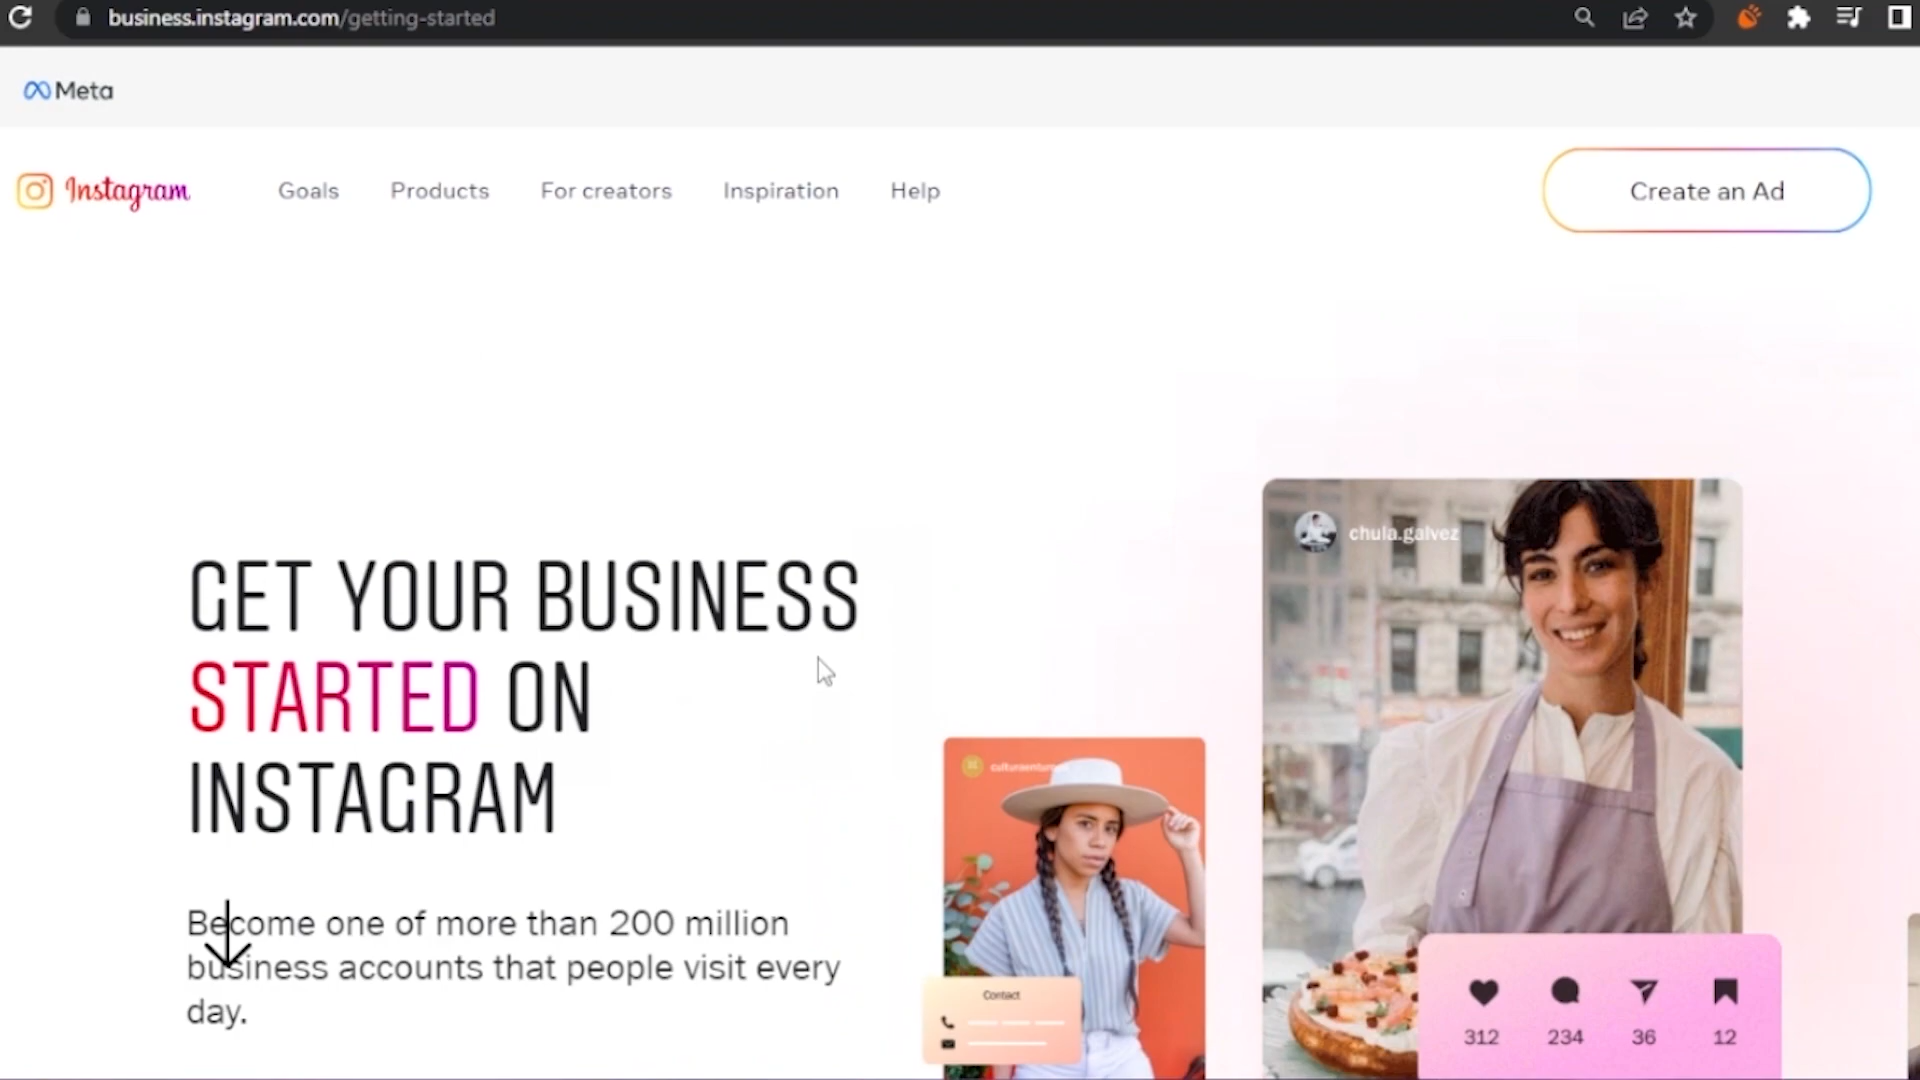 business.instagram.com/getting-started
Meta
Instagram
Goals
Products
For creators
Inspiration
Help
Create an Ad
GET YOUR BUSINESS
STARTED ON
INSTAGRAM
Become one of more than 200 million
business accounts that people visit every
day.
chula.galvez
Contact
312
234
36
12